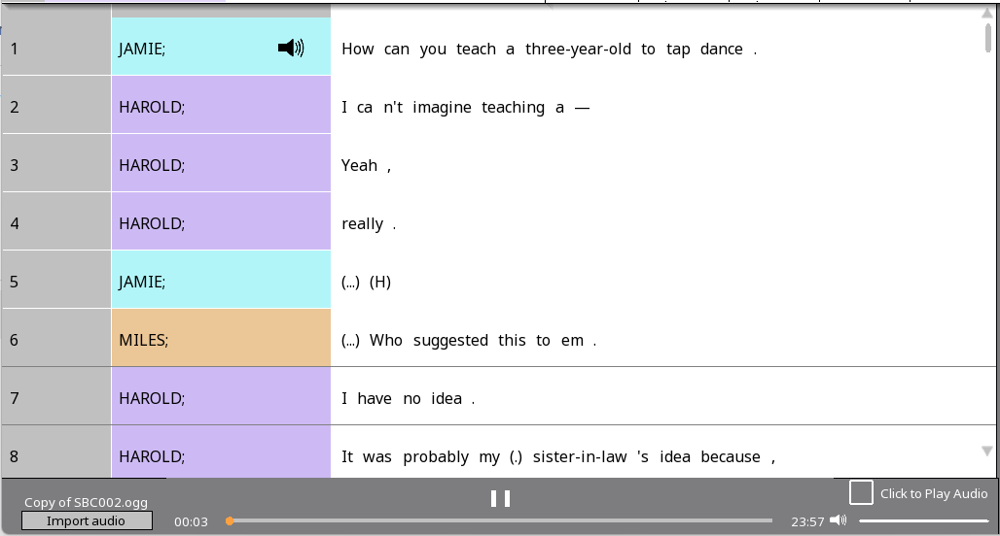 1 JAMIE; How can you teach a three-year-old to tap dance .
2 HAROLD; I ca n't imagine teaching a —
3 HAROLD; Yeah ,
4 HAROLD; really .
5 JAMIE; (...) (H)
6 MILES; (...) Who suggested this to em .
7 HAROLD; I have no idea .
8 HAROLD; It was probably my (.) sister-in-law 's idea because ,
Copy of SBC002.ogg Click to Play Audio
Import audio 00:03 23:57